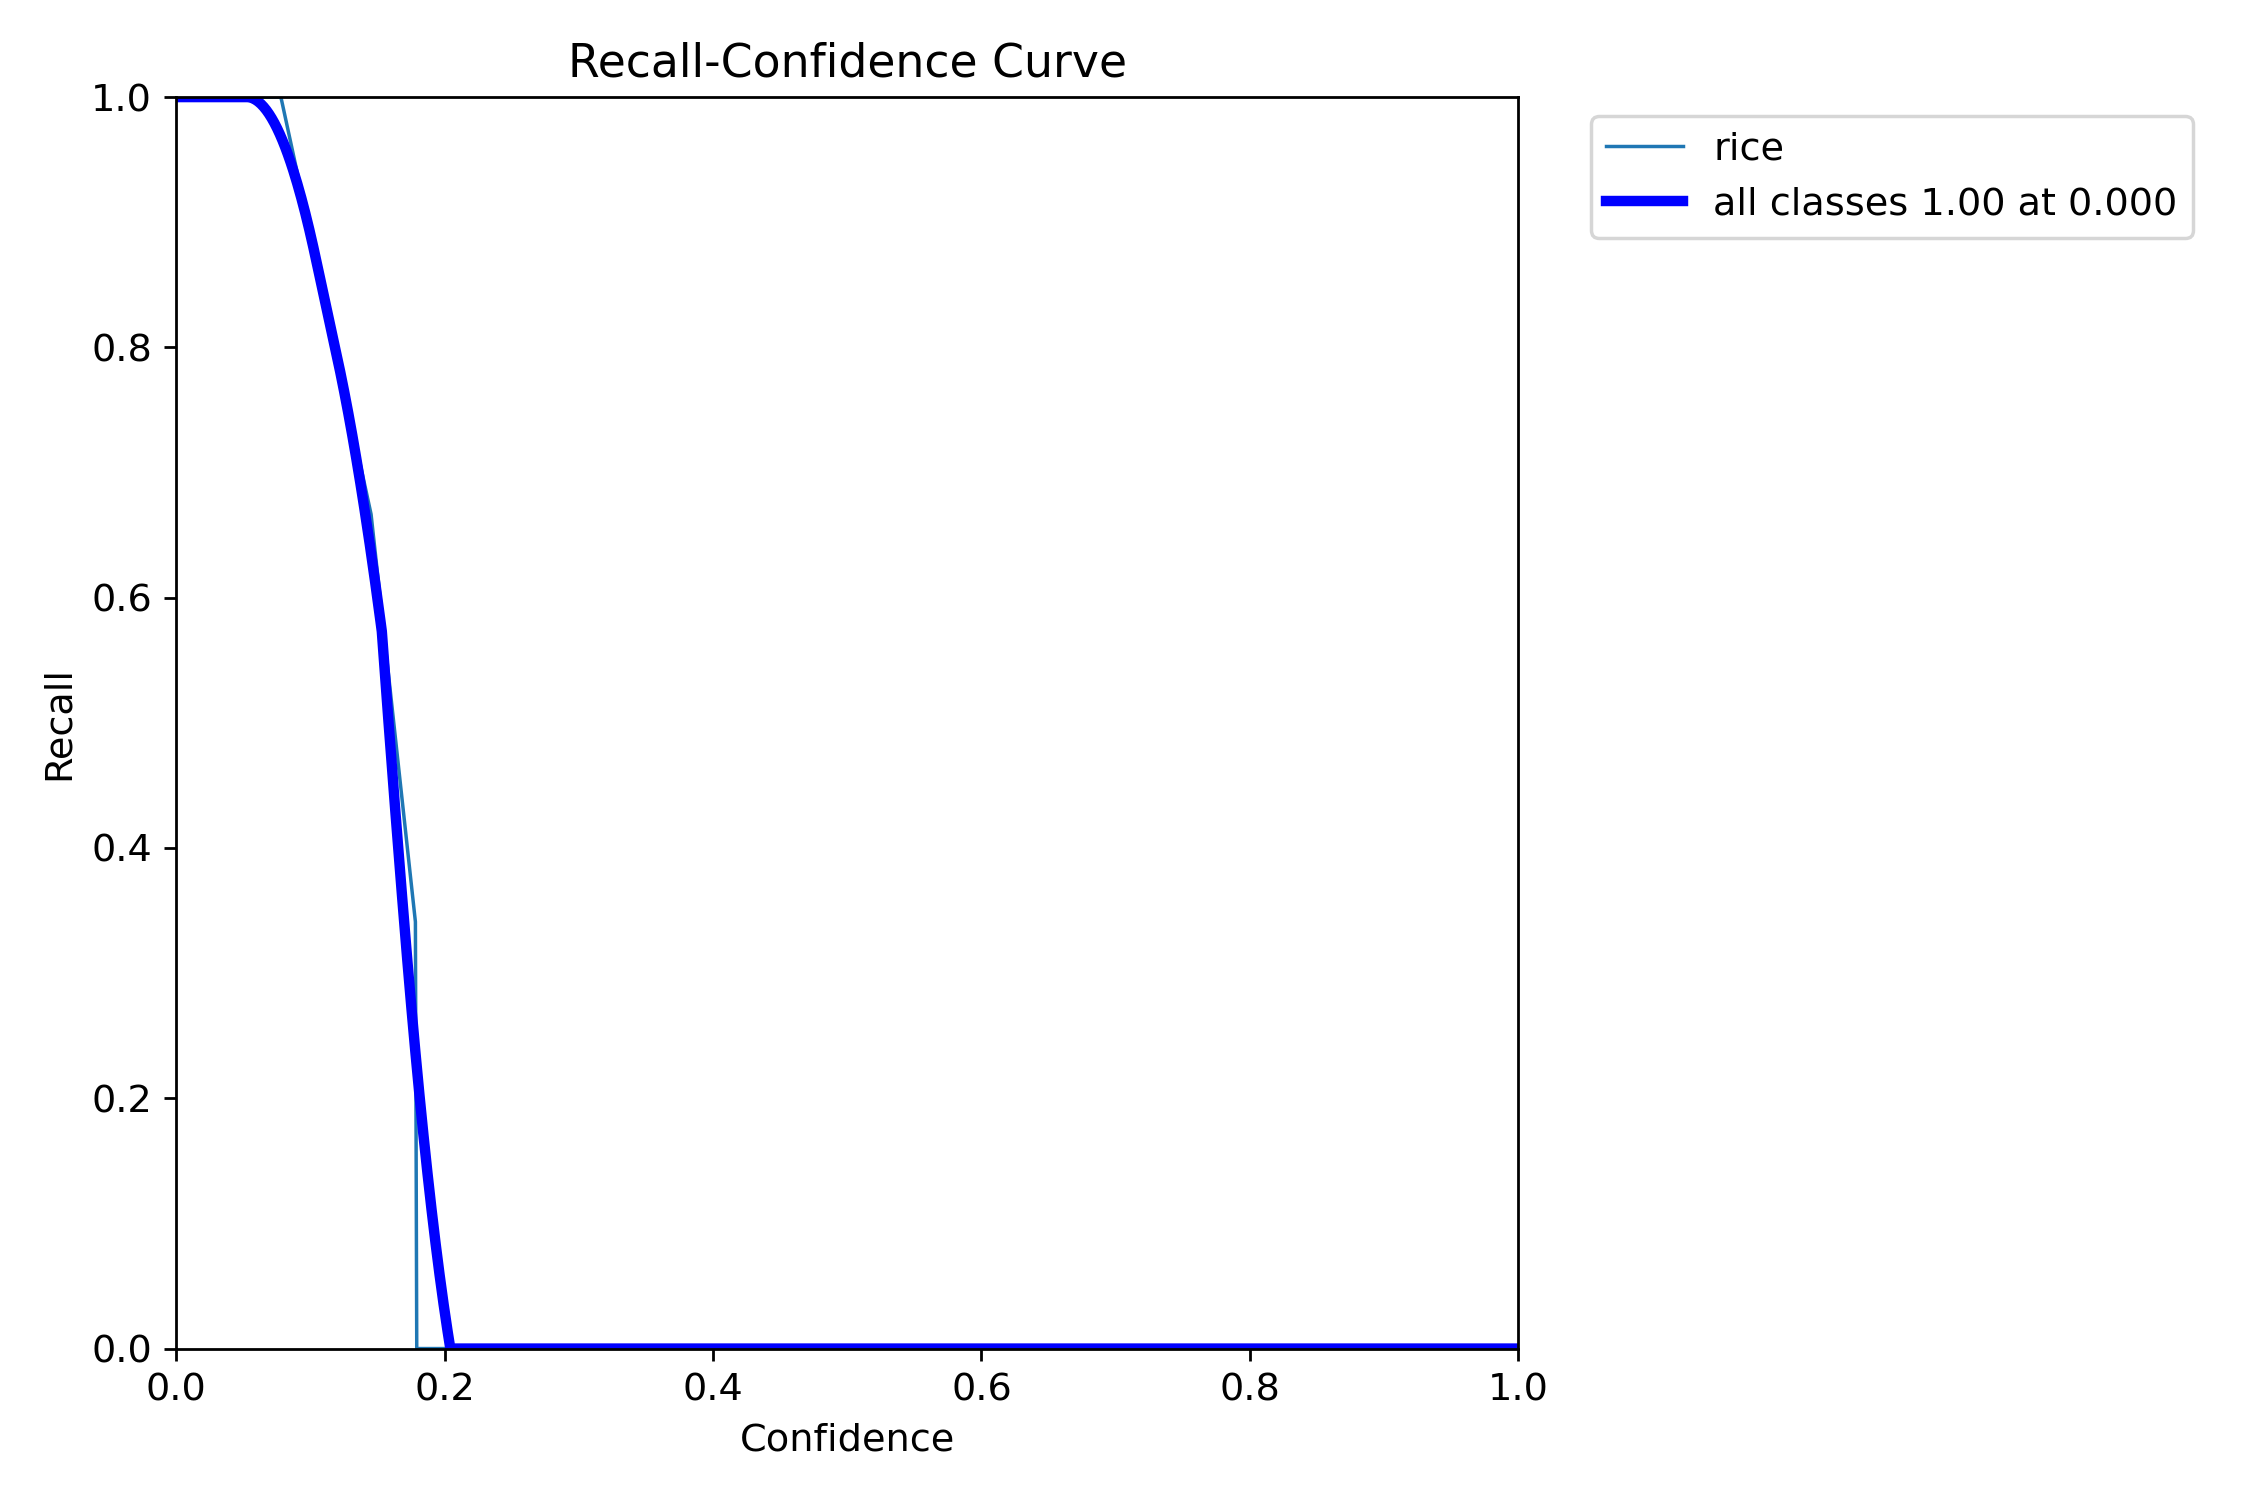 Recall-Confidence Curve
rice
all classes 1.00 at 0.000
1.0
0.8
0.6
0.4
0.2
0.0
Recall
0.0 0.2 0.4 0.6 0.8 1.0
Confidence